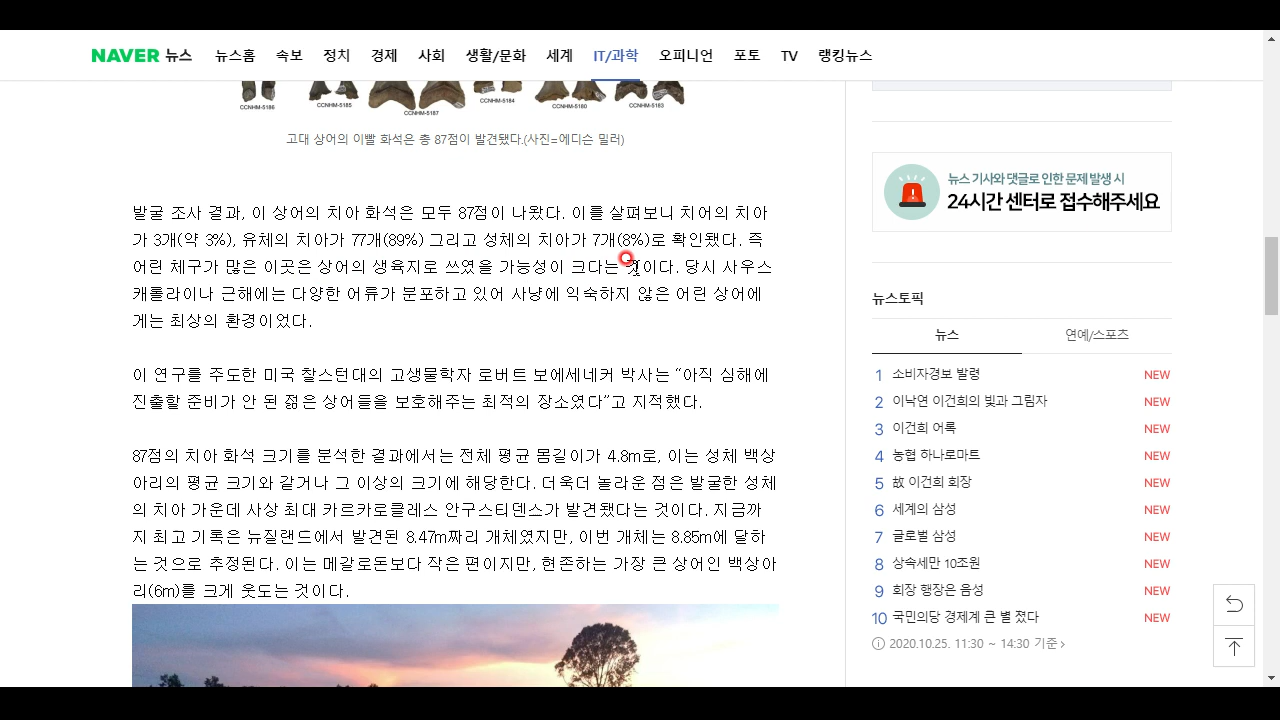 NAVER 뉴스 뉴스홈 속보 정치 경제 사회 생활/문화 세계 IT/과학 오피니언 포토 TV 랭킹뉴스
CCNHM-5186 CCNHM-5185 CCNHM-5187 CCNHM-5184 CCNHM-5180 CCNHM-5183
고대 상어의 이빨 화석은 총 87점이 발견됐다.(사진=에디슨 밀러)
발굴 조사 결과, 이 상어의 치아 화석은 모두 87점이 나왔다. 이를 살펴보니 치어의 치아
가 3개(약 3%), 유체의 치아가 77개(89%) 그리고 성체의 치아가 7개(8%)로 확인됐다. 즉
어린 체구가 많은 이곳은 상어의 생육지로 쓰였을 가능성이 크다는 것이다. 당시 사우스
캐롤라이나 근해에는 다양한 어류가 분포하고 있어 사냥에 익숙하지 않은 어린 상어에
게는 최상의 환경이었다.
이 연구를 주도한 미국 찰스턴대의 고생물학자 로버트 보에세네커 박사는 “아직 심해에
진출할 준비가 안 된 젊은 상어들을 보호해주는 최적의 장소였다”고 지적했다.
87점의 치아 화석 크기를 분석한 결과에서는 전체 평균 몸길이가 4.8m로, 이는 성체 백상
아리의 평균 크기와 같거나 그 이상의 크기에 해당한다. 더욱더 놀라운 점은 발굴한 성체
의 치아 가운데 사상 최대 카르카로클레스 안구스티덴스가 발견됐다는 것이다. 지금까
지 최고 기록은 뉴질랜드에서 발견된 8.47m짜리 개체였지만, 이번 개체는 8.85m에 달하
는 것으로 추정된다. 이는 메갈로돈보다 작은 편이지만, 현존하는 가장 큰 상어인 백상아
리(6m)를 크게 웃도는 것이다.
뉴스 기사와 댓글로 인한 문제 발생 시
24시간 센터로 접수해주세요
뉴스토픽
뉴스 연예/스포츠
1 소비자경보 발령 NEW
2 이낙연 이건희의 빛과 그림자 NEW
3 이건희 어록 NEW
4 농협 하나로마트 NEW
5 故 이건희 회장 NEW
6 세계의 삼성 NEW
7 글로벌 삼성 NEW
8 상속세만 10조원 NEW
9 회장 행장은 음성 NEW
10 국민의당 경제계 큰 별 졌다 NEW
2020.10.25. 11:30 ~ 14:30 기준